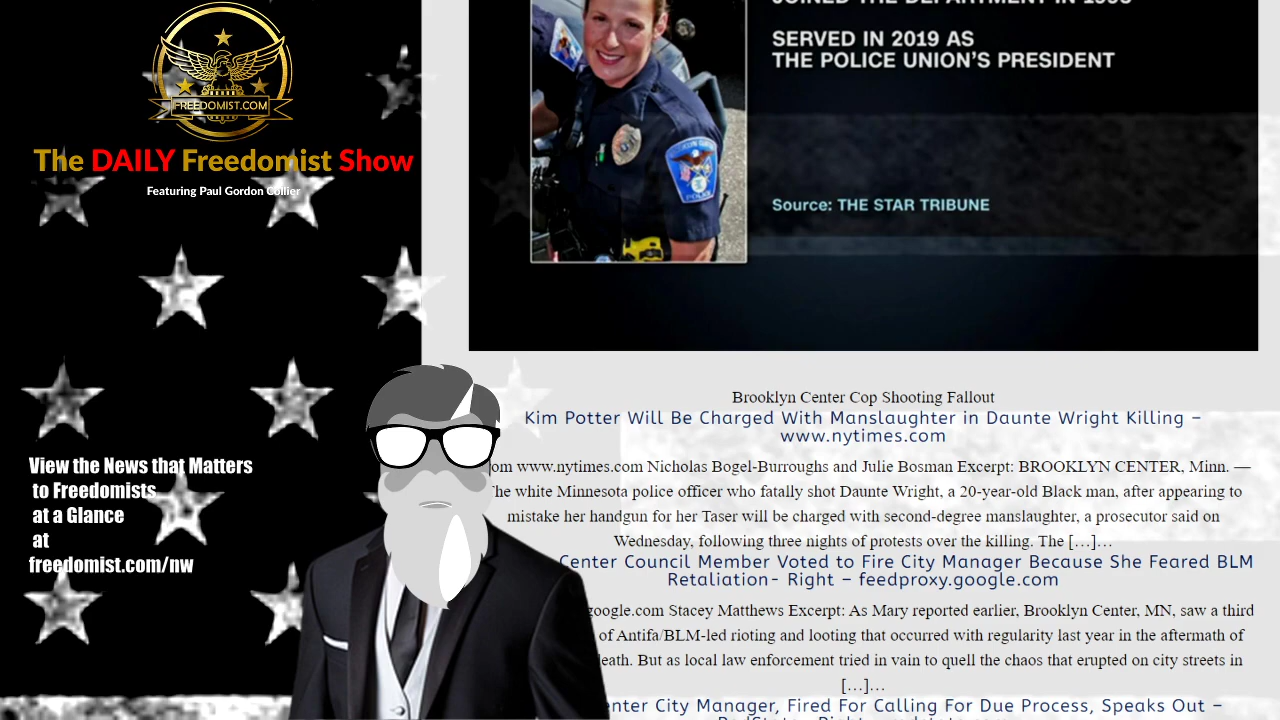 FREEDOMIST.COM
The DAILY Freedomist Show
Featuring Paul Gordon Collier
View the News that Matters
to Freedomists
at a Glance
at
freedomist.com/nw
JOINED THE DEPARTMENT IN 1995
SERVED IN 2019 AS
THE POLICE UNION'S PRESIDENT
Source: THE STAR TRIBUNE
POLICE
Brooklyn Center Cop Shooting Fallout
Kim Potter Will Be Charged With Manslaughter in Daunte Wright Killing –
www.nytimes.com
om www.nytimes.com Nicholas Bogel-Burroughs and Julie Bosman Excerpt: BROOKLYN CENTER, Minn. —
he white Minnesota police officer who fatally shot Daunte Wright, a 20-year-old Black man, after appearing to
mistake her handgun for her Taser will be charged with second-degree manslaughter, a prosecutor said on
Wednesday, following three nights of protests over the killing. The […]…
Center Council Member Voted to Fire City Manager Because She Feared BLM
Retaliation- Right – feedproxy.google.com
google.com Stacey Matthews Excerpt: As Mary reported earlier, Brooklyn Center, MN, saw a third
of Antifa/BLM-led rioting and looting that occurred with regularity last year in the aftermath of
eath. But as local law enforcement tried in vain to quell the chaos that erupted on city streets in
[…]…
enter City Manager, Fired For Calling For Due Process, Speaks Out –